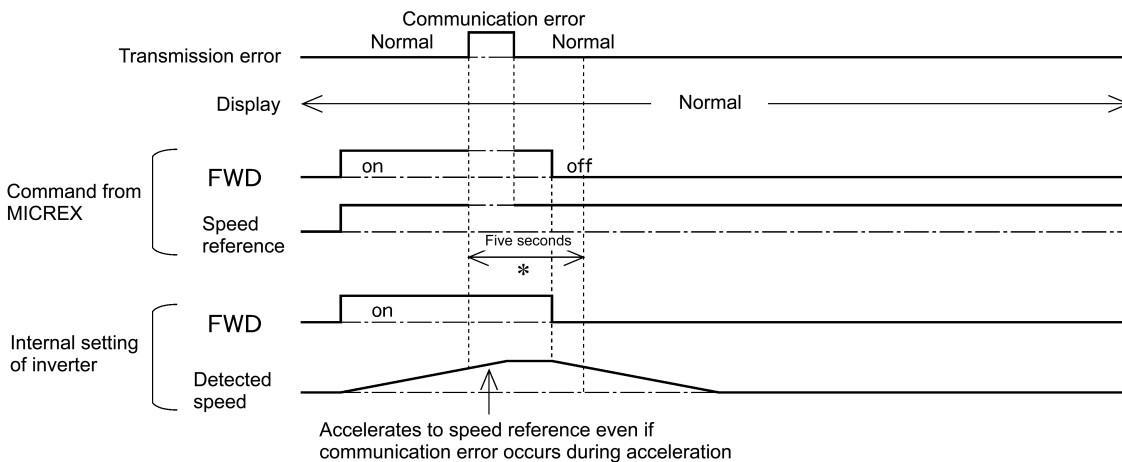 Communication error
Normal
Normal
Transmission error
Display
Normal
Command from
MICREX
FWD
on
off
Speed
reference
Five seconds
*
Internal setting
of inverter
FWD
on
Detected
speed
Accelerates to speed reference even if
communication error occurs during acceleration